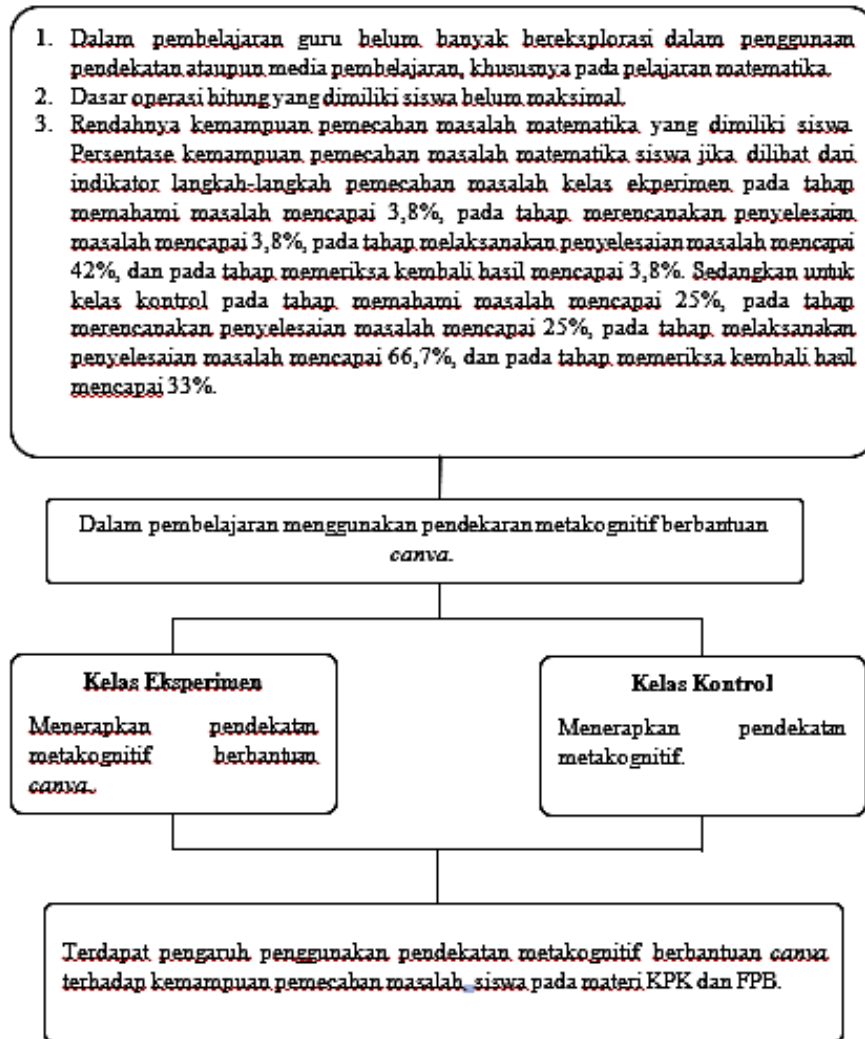 1. Dalam pembelajaran guru belum banyak bereksplorasi dalam penggunaan
pendekatan ataupun media pembelajaran, khususnya pada pelajaran matematika.
2. Dasar operasi hitung yang dimiliki siswa belum maksimal.
3. Rendahnya kemampuan pemecahan masalah matematika yang dimiliki siswa.
Persentase kemampuan pemecahan masalah matematika siswa jika dilihat dari
indikator langkah-langkah pemecahan masalah kelas ekperimen pada tahap
memahami masalah mencapai 3,8%, pada tahap merencanakan penyelesaian
masalah mencapai 3,8%, pada tahap melaksanakan penyelesaian masalah mencapai
42%, dan pada tahap memeriksa kembali hasil mencapai 3,8%. Sedangkan untuk
kelas kontrol pada tahap memahami masalah mencapai 25%, pada tahap
merencanakan penyelesaian masalah mencapai 25%, pada tahap melaksanakan
penyelesaian masalah mencapai 66,7%, dan pada tahap memeriksa kembali hasil
mencapai 33%.
Dalam pembelajaran menggunakan pendekaran metakognitif berbantuan
canva.
Kelas Eksperimen
Menerapkan pendekatan
metakognitif berbantuan
canva..
Kelas Kontrol
Menerapkan pendekatn
metakognitif.
Terdapat pengaruh penggunakan pendekatan metakognitif berbantuan canva
terhadap kemampuan pemecahan masalah siswa pada materi KPK dan FPB.